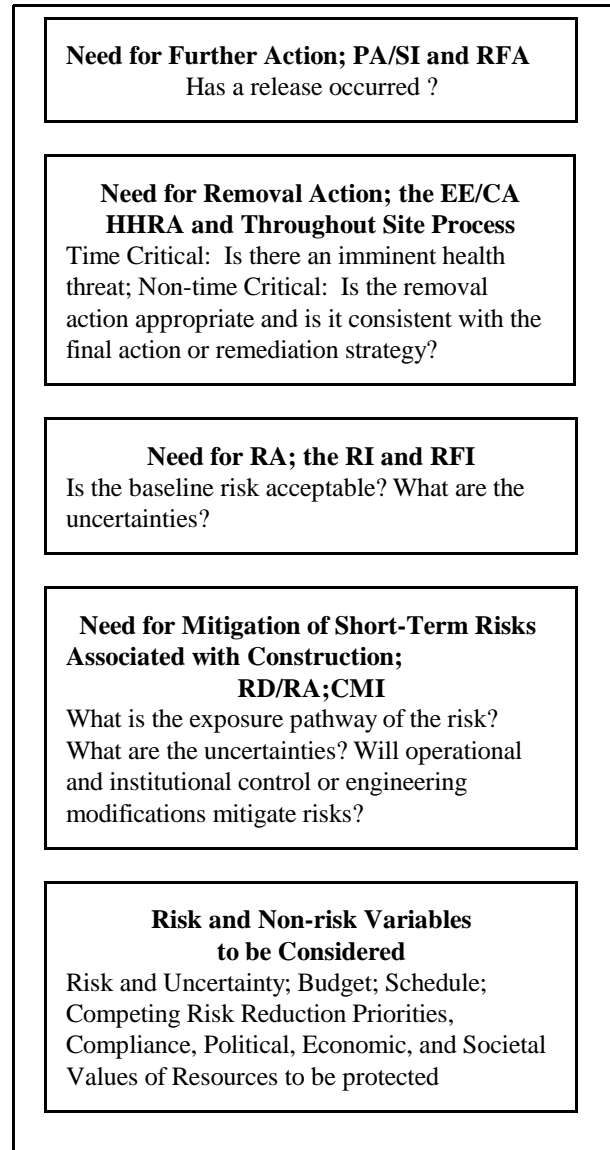 Need for Further Action; PA/SI and RFA
Has a release occurred ?
Need for Removal Action; the EE/CA
HHRA and Throughout Site Process
Time Critical: Is there an imminent health
threat; Non-time Critical: Is the removal
action appropriate and is it consistent with the
final action or remediation strategy?
Need for RA; the RI and RFI
Is the baseline risk acceptable? What are the
uncertainties?
Need for Mitigation of Short-Term Risks
Associated with Construction;
RD/RA;CMI
What is the exposure pathway of the risk?
What are the uncertainties? Will operational
and institutional control or engineering
modifications mitigate risks?
Risk and Non-risk Variables
to be Considered
Risk and Uncertainty; Budget; Schedule;
Competing Risk Reduction Priorities,
Compliance, Political, Economic, and Societal
Values of Resources to be protected